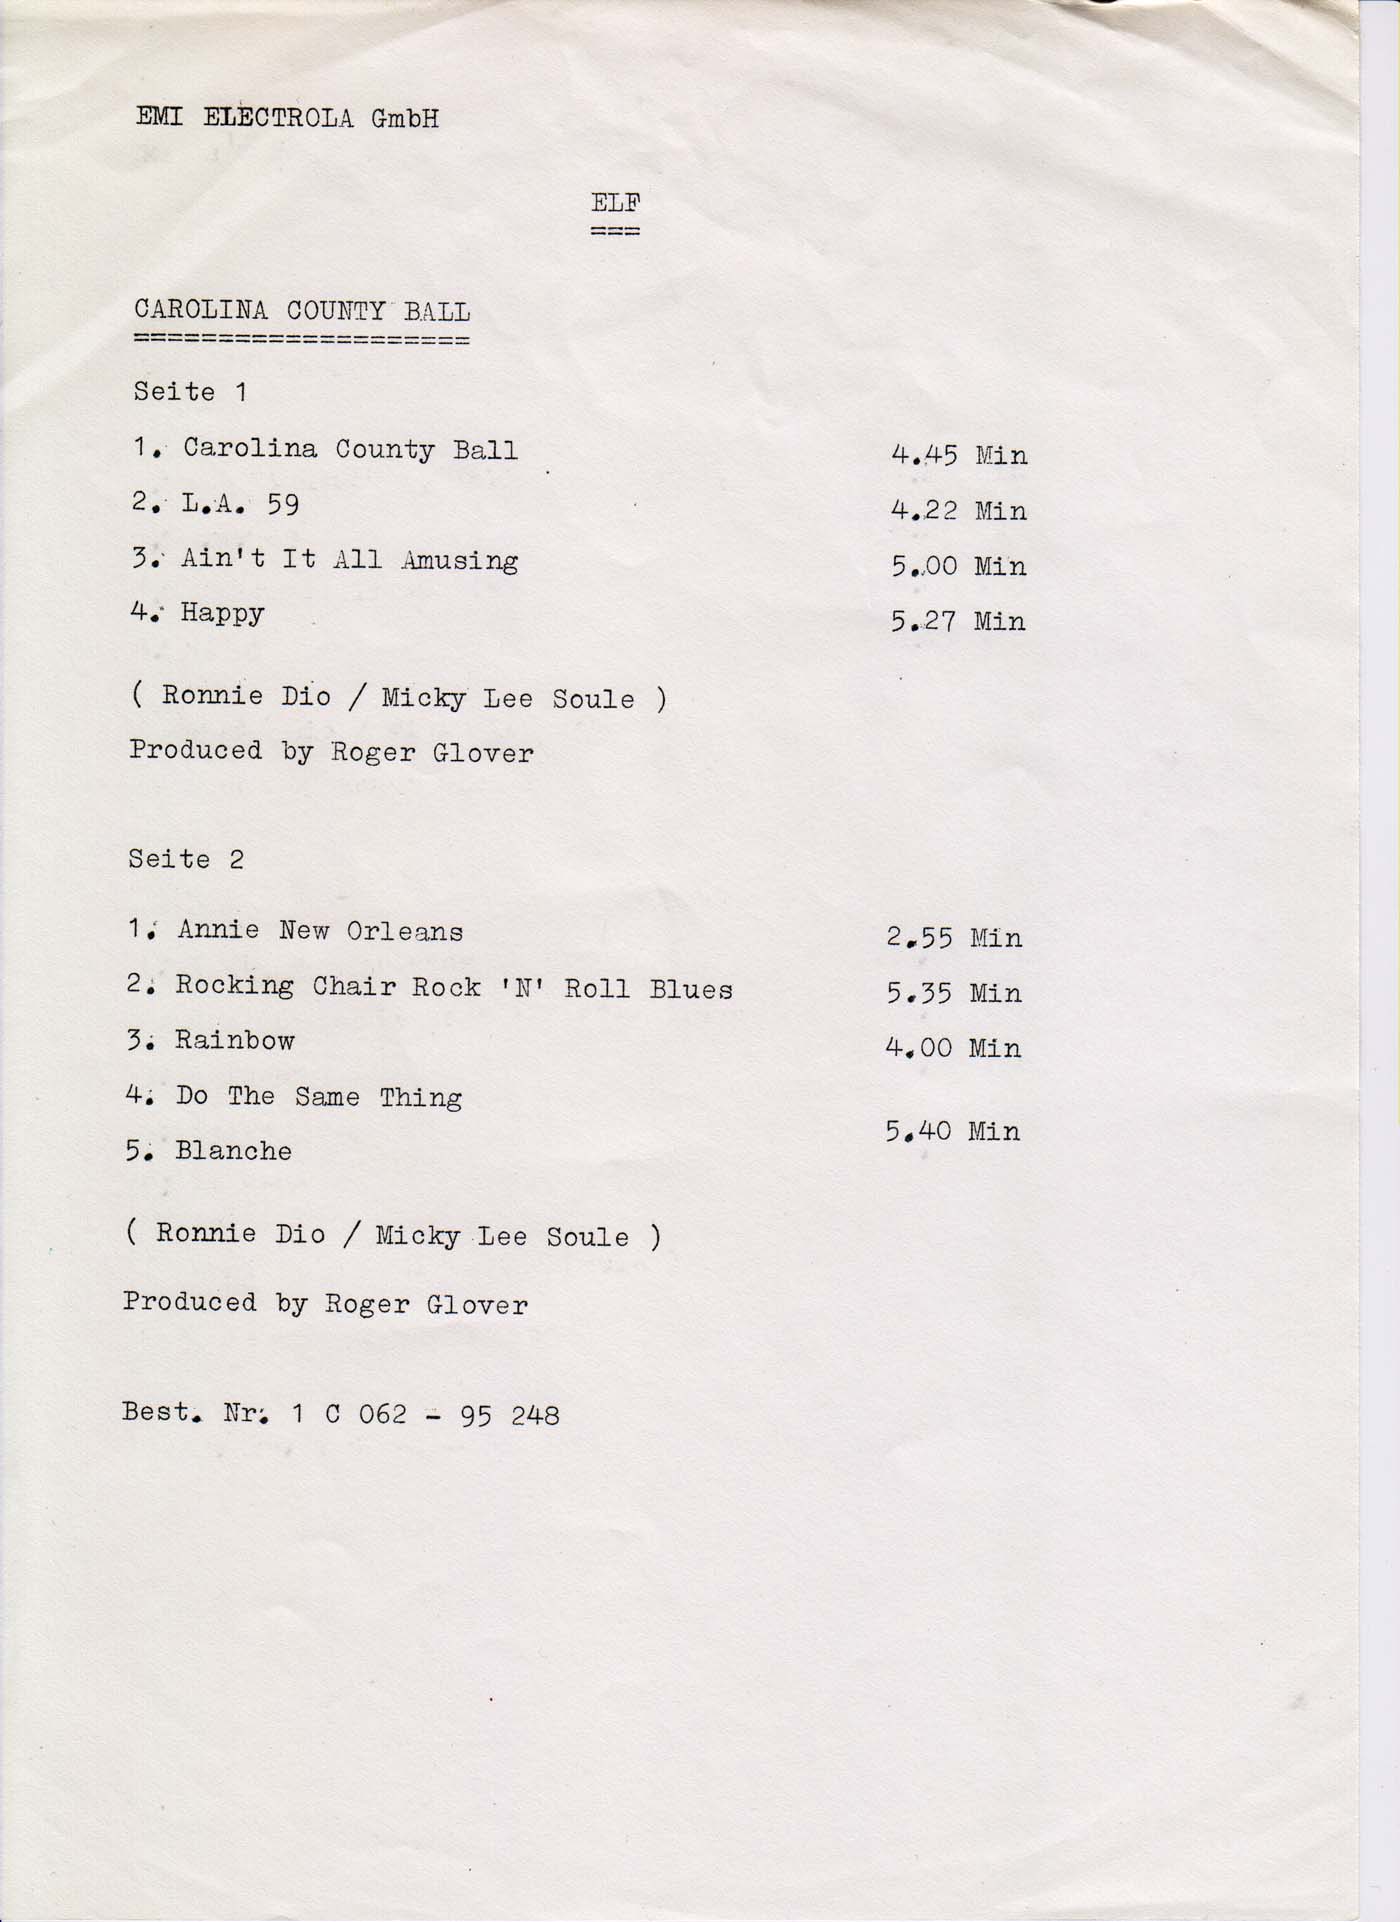 EMI ELECTROLA GmbH
ELF
===
CAROLINA COUNTY BALL
====================
Seite 1
1. Carolina County Ball 4.45 Min
2. L.A. 59 4.22 Min
3. Ain't It All Amusing 5.00 Min
4. Happy 5.27 Min
( Ronnie Dio / Micky Lee Soule )
Produced by Roger Glover
Seite 2
1. Annie New Orleans 2.55 Min
2. Rocking Chair Rock 'N' Roll Blues 5.35 Min
3. Rainbow 4.00 Min
4. Do The Same Thing
5.40 Min
5. Blanche
( Ronnie Dio / Micky Lee Soule )
Produced by Roger Glover
Best. Nr. 1 C 062 - 95 248